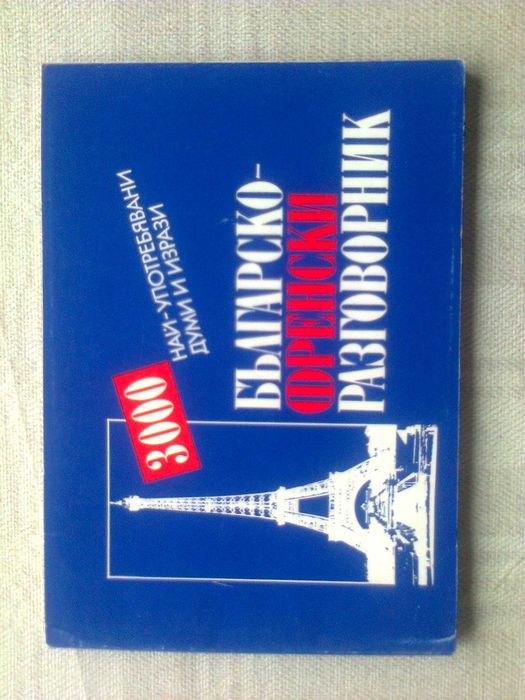 3000
НАЙ-УПОТРЕБЯВАНИ
ДУМИ И ИЗРАЗИ
БЪЛГАРСКО-
ФРЕНСКИ
РАЗГОВОРНИК